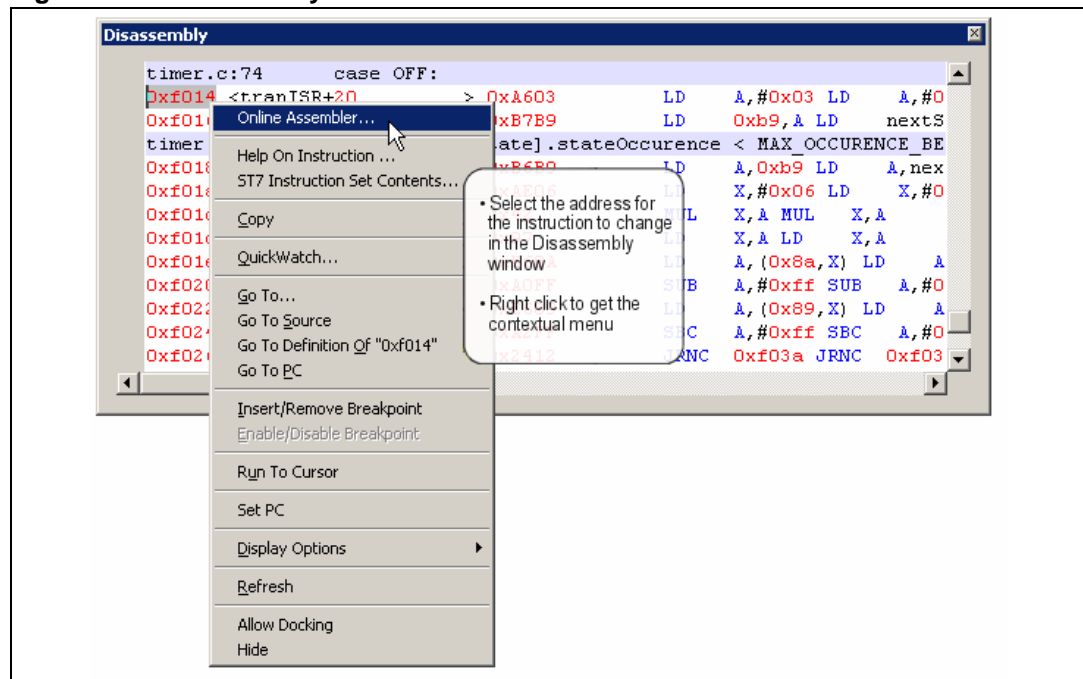 Disassembly
timer.c:74 case OFF:
0xf014 <tranISR+20 > 0xA603 LD A,#0x03 LD A,#0
0xB7B9 LD 0xb9,A LD nextS
timer ate].stateOccurence < MAX_OCCURENCE_BE
0xf018 LD A,0xb9 LD A,nex
X,#0x06 LD X,#0
X,A MUL X,A
X,A LD X,A
A,(0x8a,X) LD A
SUB A,#0xff SUB A,#0
A,(0x89,X) LD A
A,#0xff SBC A,#0
0x2412 JRNC 0xf03a JRNC 0xf03
Online Assembler...
Help On Instruction ...
ST7 Instruction Set Contents...
Copy
QuickWatch...
Go To...
Go To Source
Go To Definition Of "0xf014"
Go To PC
Insert/Remove Breakpoint
Enable/Disable Breakpoint
Run To Cursor
Set PC
Display Options
Refresh
Allow Docking
Hide
• Select the address for
the instruction to change
in the Disassembly
window
• Right click to get the
contextual menu